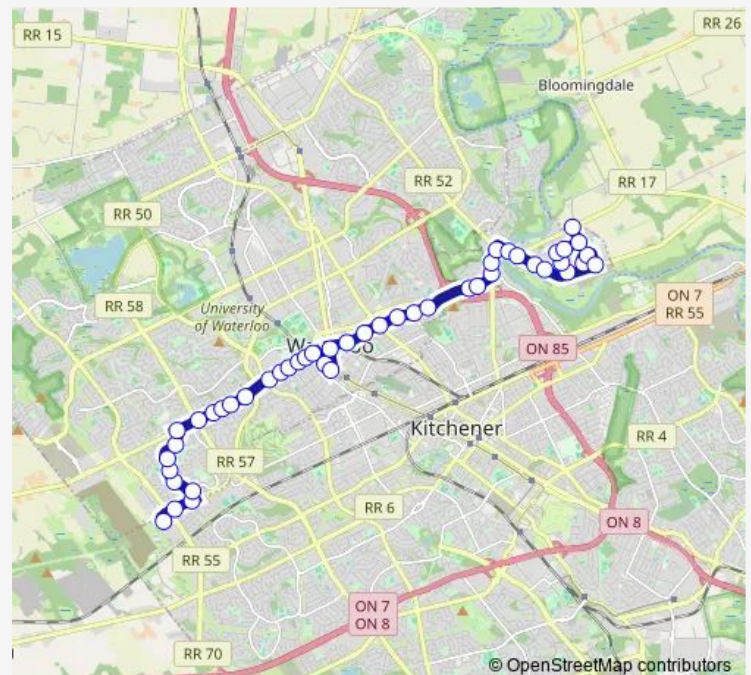 RR 15
RR 26
Bloomingdale
RR 52
RR 17
RR 50
RR 58
University
of Waterloo
ON 7
RR 55
ON 85
Kitchener
RR 57
RR 4
RR 6
ON 8
RR 55
ON 7
ON 8
RR 70
© OpenStreetMap contributors